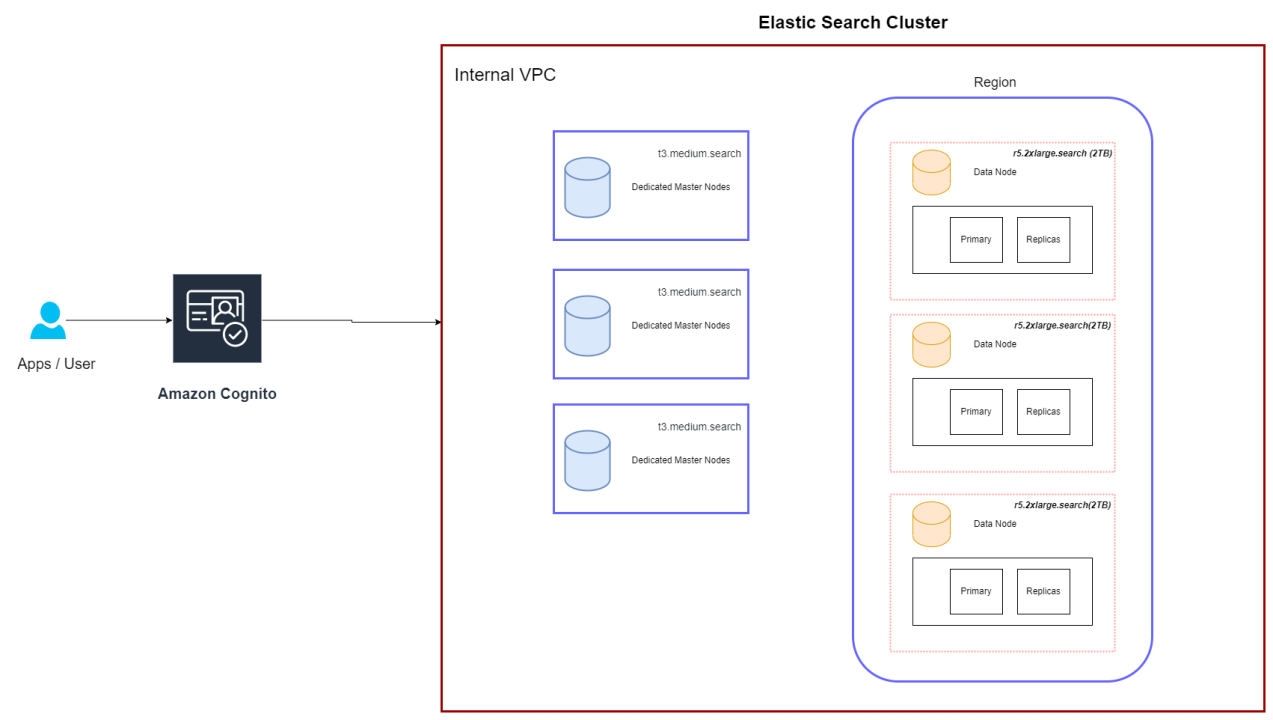 Elastic Search Cluster
Internal VPC
Region
t3.medium.search
Dedicated Master Nodes
t3.medium.search
Dedicated Master Nodes
t3.medium.search
Dedicated Master Nodes
r5.2xlarge.search (2TB)
Data Node
Primary
Replicas
r5.2xlarge.search(2TB)
Data Node
Primary
Replicas
r5.2xlarge.search(2TB)
Data Node
Primary
Replicas
Apps / User
Amazon Cognito